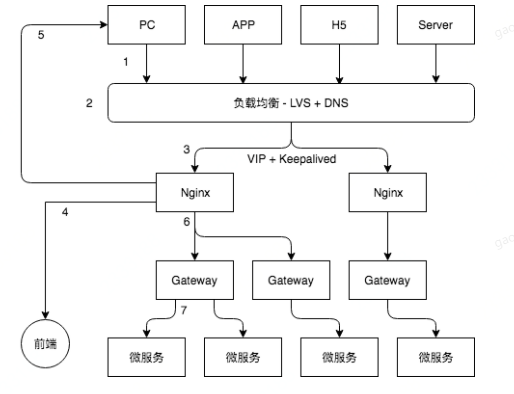 5
PC
APP
H5
Server
1
2
负载均衡 - LVS + DNS
3
VIP + Keepalived
Nginx
Nginx
4
6
Gateway
Gateway
Gateway
7
前端
微服务
微服务
微服务
微服务